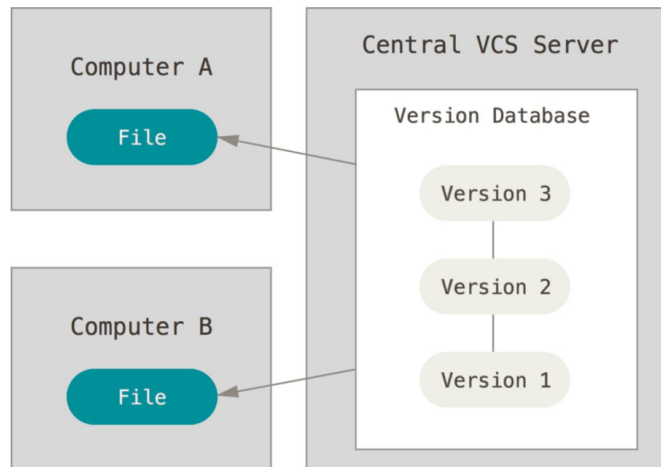 Computer A
File
Computer B
File
Central VCS Server
Version Database
Version 3
Version 2
Version 1